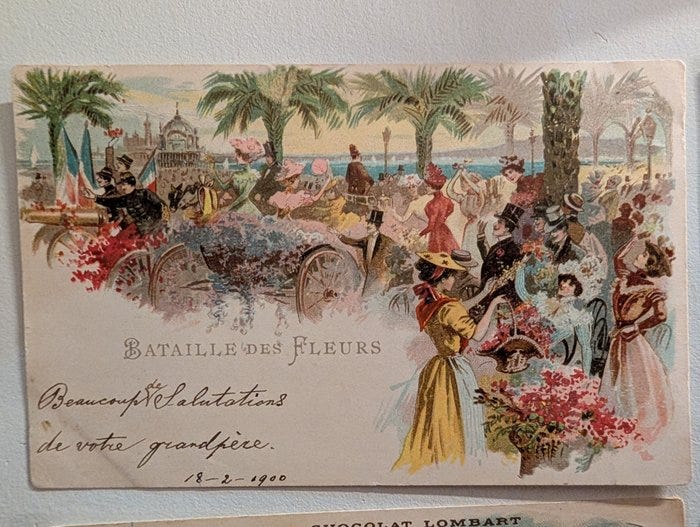 BATAILLE DES FLEURS
Beaucoup de Salutations
de votre grandpère.
18-2-1900
CHOCOLAT LOMBART